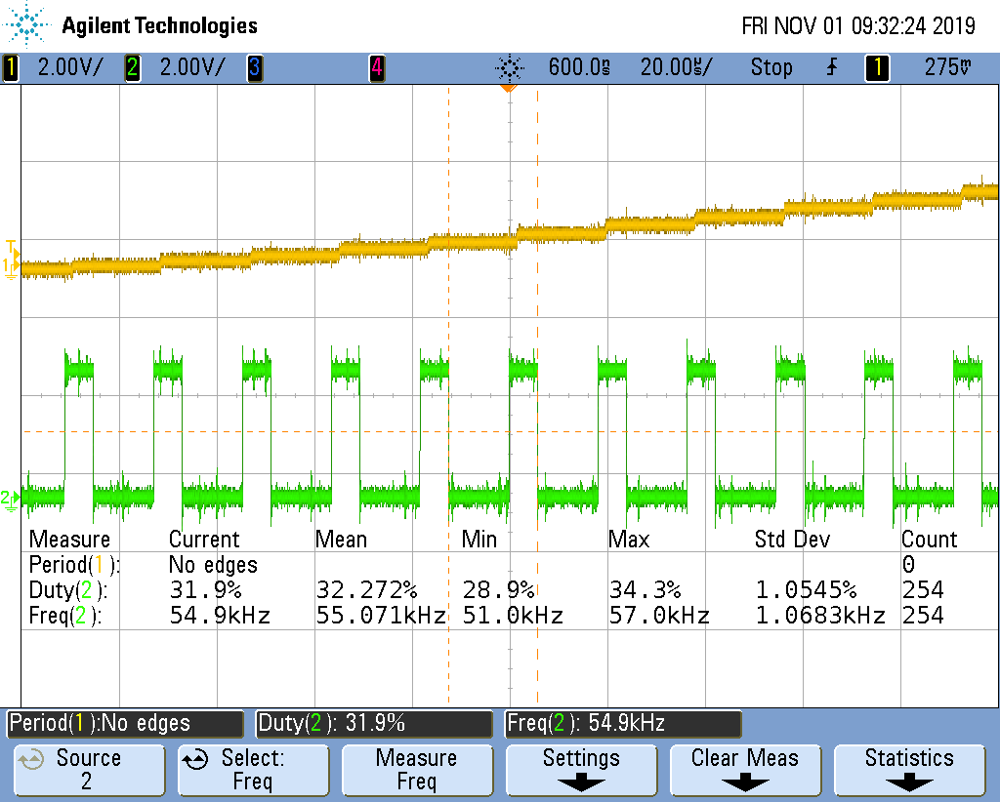 Agilent Technologies FRI NOV 01 09:32:24 2019
1 2.00V/ 2 2.00V/ 3 4 600.0ns 20.00us/ Stop 1 275mV
T
1
2
Measure Current Mean Min Max Std Dev Count
Period(1): No edges 0
Duty(2): 31.9% 32.272% 28.9% 34.3% 1.0545% 254
Freq(2): 54.9kHz 55.071kHz 51.0kHz 57.0kHz 1.0683kHz 254
Period(1):No edges Duty(2): 31.9% Freq(2): 54.9kHz
Source Select: Measure Settings Clear Meas Statistics
2 Freq Freq